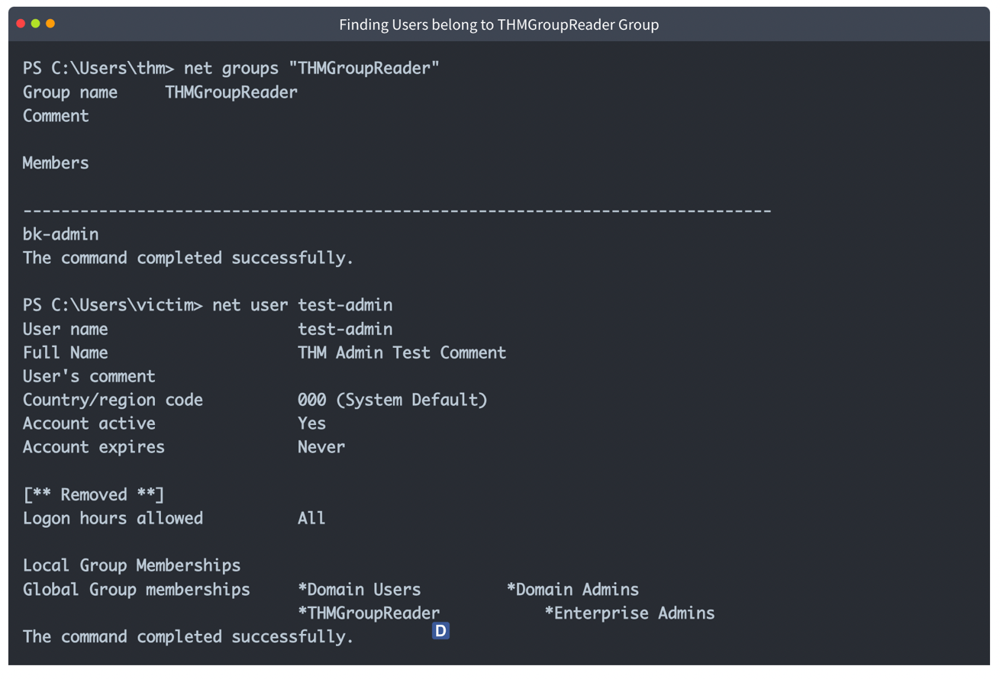 Finding Users belong to THMGroupReader Group
PS C:\Users\thm> net groups "THMGroupReader"
Group name     THMGroupReader
Comment
Members
-------------------------------------------------------------------------------
bk-admin
The command completed successfully.
PS C:\Users\victim> net user test-admin
User name                    test-admin
Full Name                    THM Admin Test Comment
User's comment
Country/region code          000 (System Default)
Account active               Yes
Account expires              Never
[** Removed **]
Logon hours allowed          All
Local Group Memberships
Global Group memberships     *Domain Users         *Domain Admins
                             *THMGroupReader           *Enterprise Admins
The command completed successfully.
D